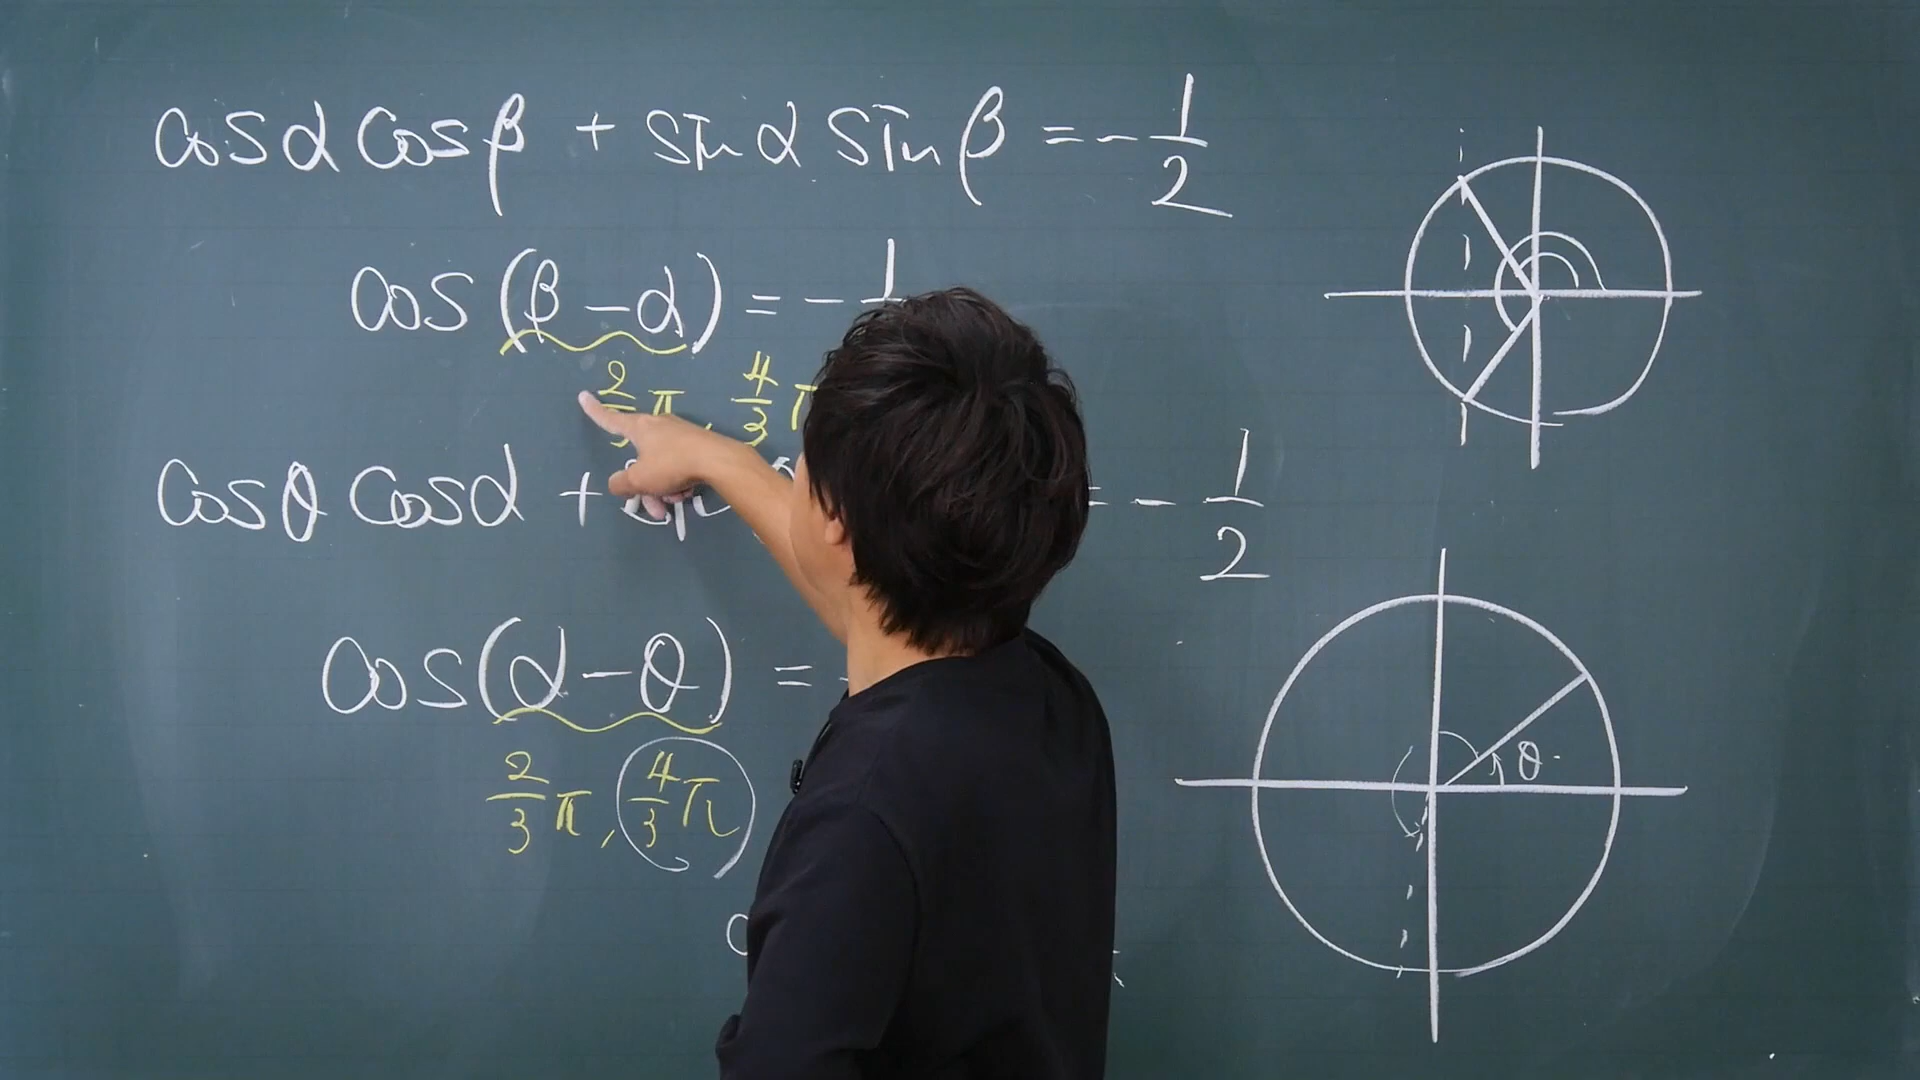 cosα cosβ + sinα sinβ = -1/2
cos(β-α) = -1
2/3π, 4/3π
cosθ cosα + sin = -1/2
cos(α-θ) =
2/3π, 4/3π
θ